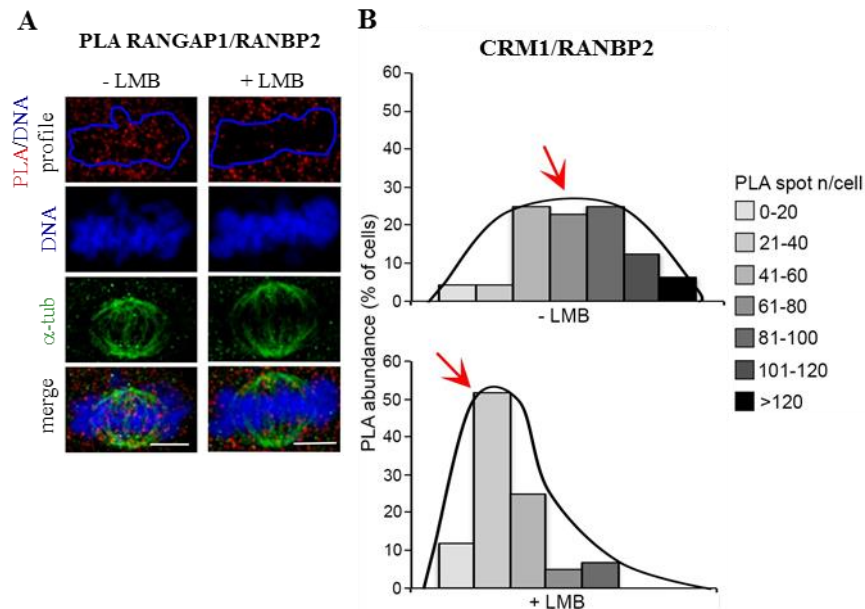 A
PLA RANGAP1/RANBP2
- LMB
+ LMB
PLA/DNA
profile
DNA
α-tub
merge
B
CRM1/RANBP2
PLA abundance (% of cells)
60
50
40
30
20
10
0
- LMB
60
50
40
30
20
10
0
+ LMB
PLA spot n/cell
0-20
21-40
41-60
61-80
81-100
101-120
>120